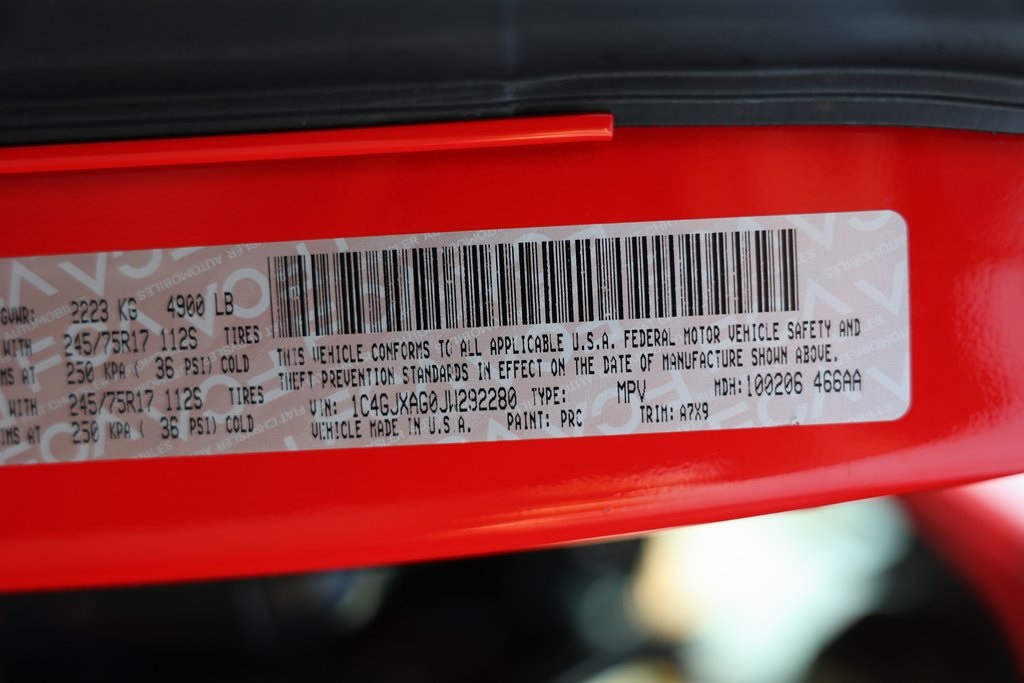 GVWR: 2223 KG 4900 LB
WITH 245/75R17 112S TIRES
MS AT 250 KPA ( 36 PSI) COLD
WITH 245/75R17 112S TIRES
IMS AT 250 KPA ( 36 PSI) COLD
THIS VEHICLE CONFORMS TO ALL APPLICABLE U.S.A. FEDERAL MOTOR VEHICLE SAFETY AND
THEFT PREVENTION STANDARDS IN EFFECT ON THE DATE OF MANUFACTURE SHOWN ABOVE.
VIN: 1C4GJXAG0JW292280 TYPE: MPV MDH: 100206 466AA
VEHICLE MADE IN U.S.A. PAINT: PRC TRIM: A7X9